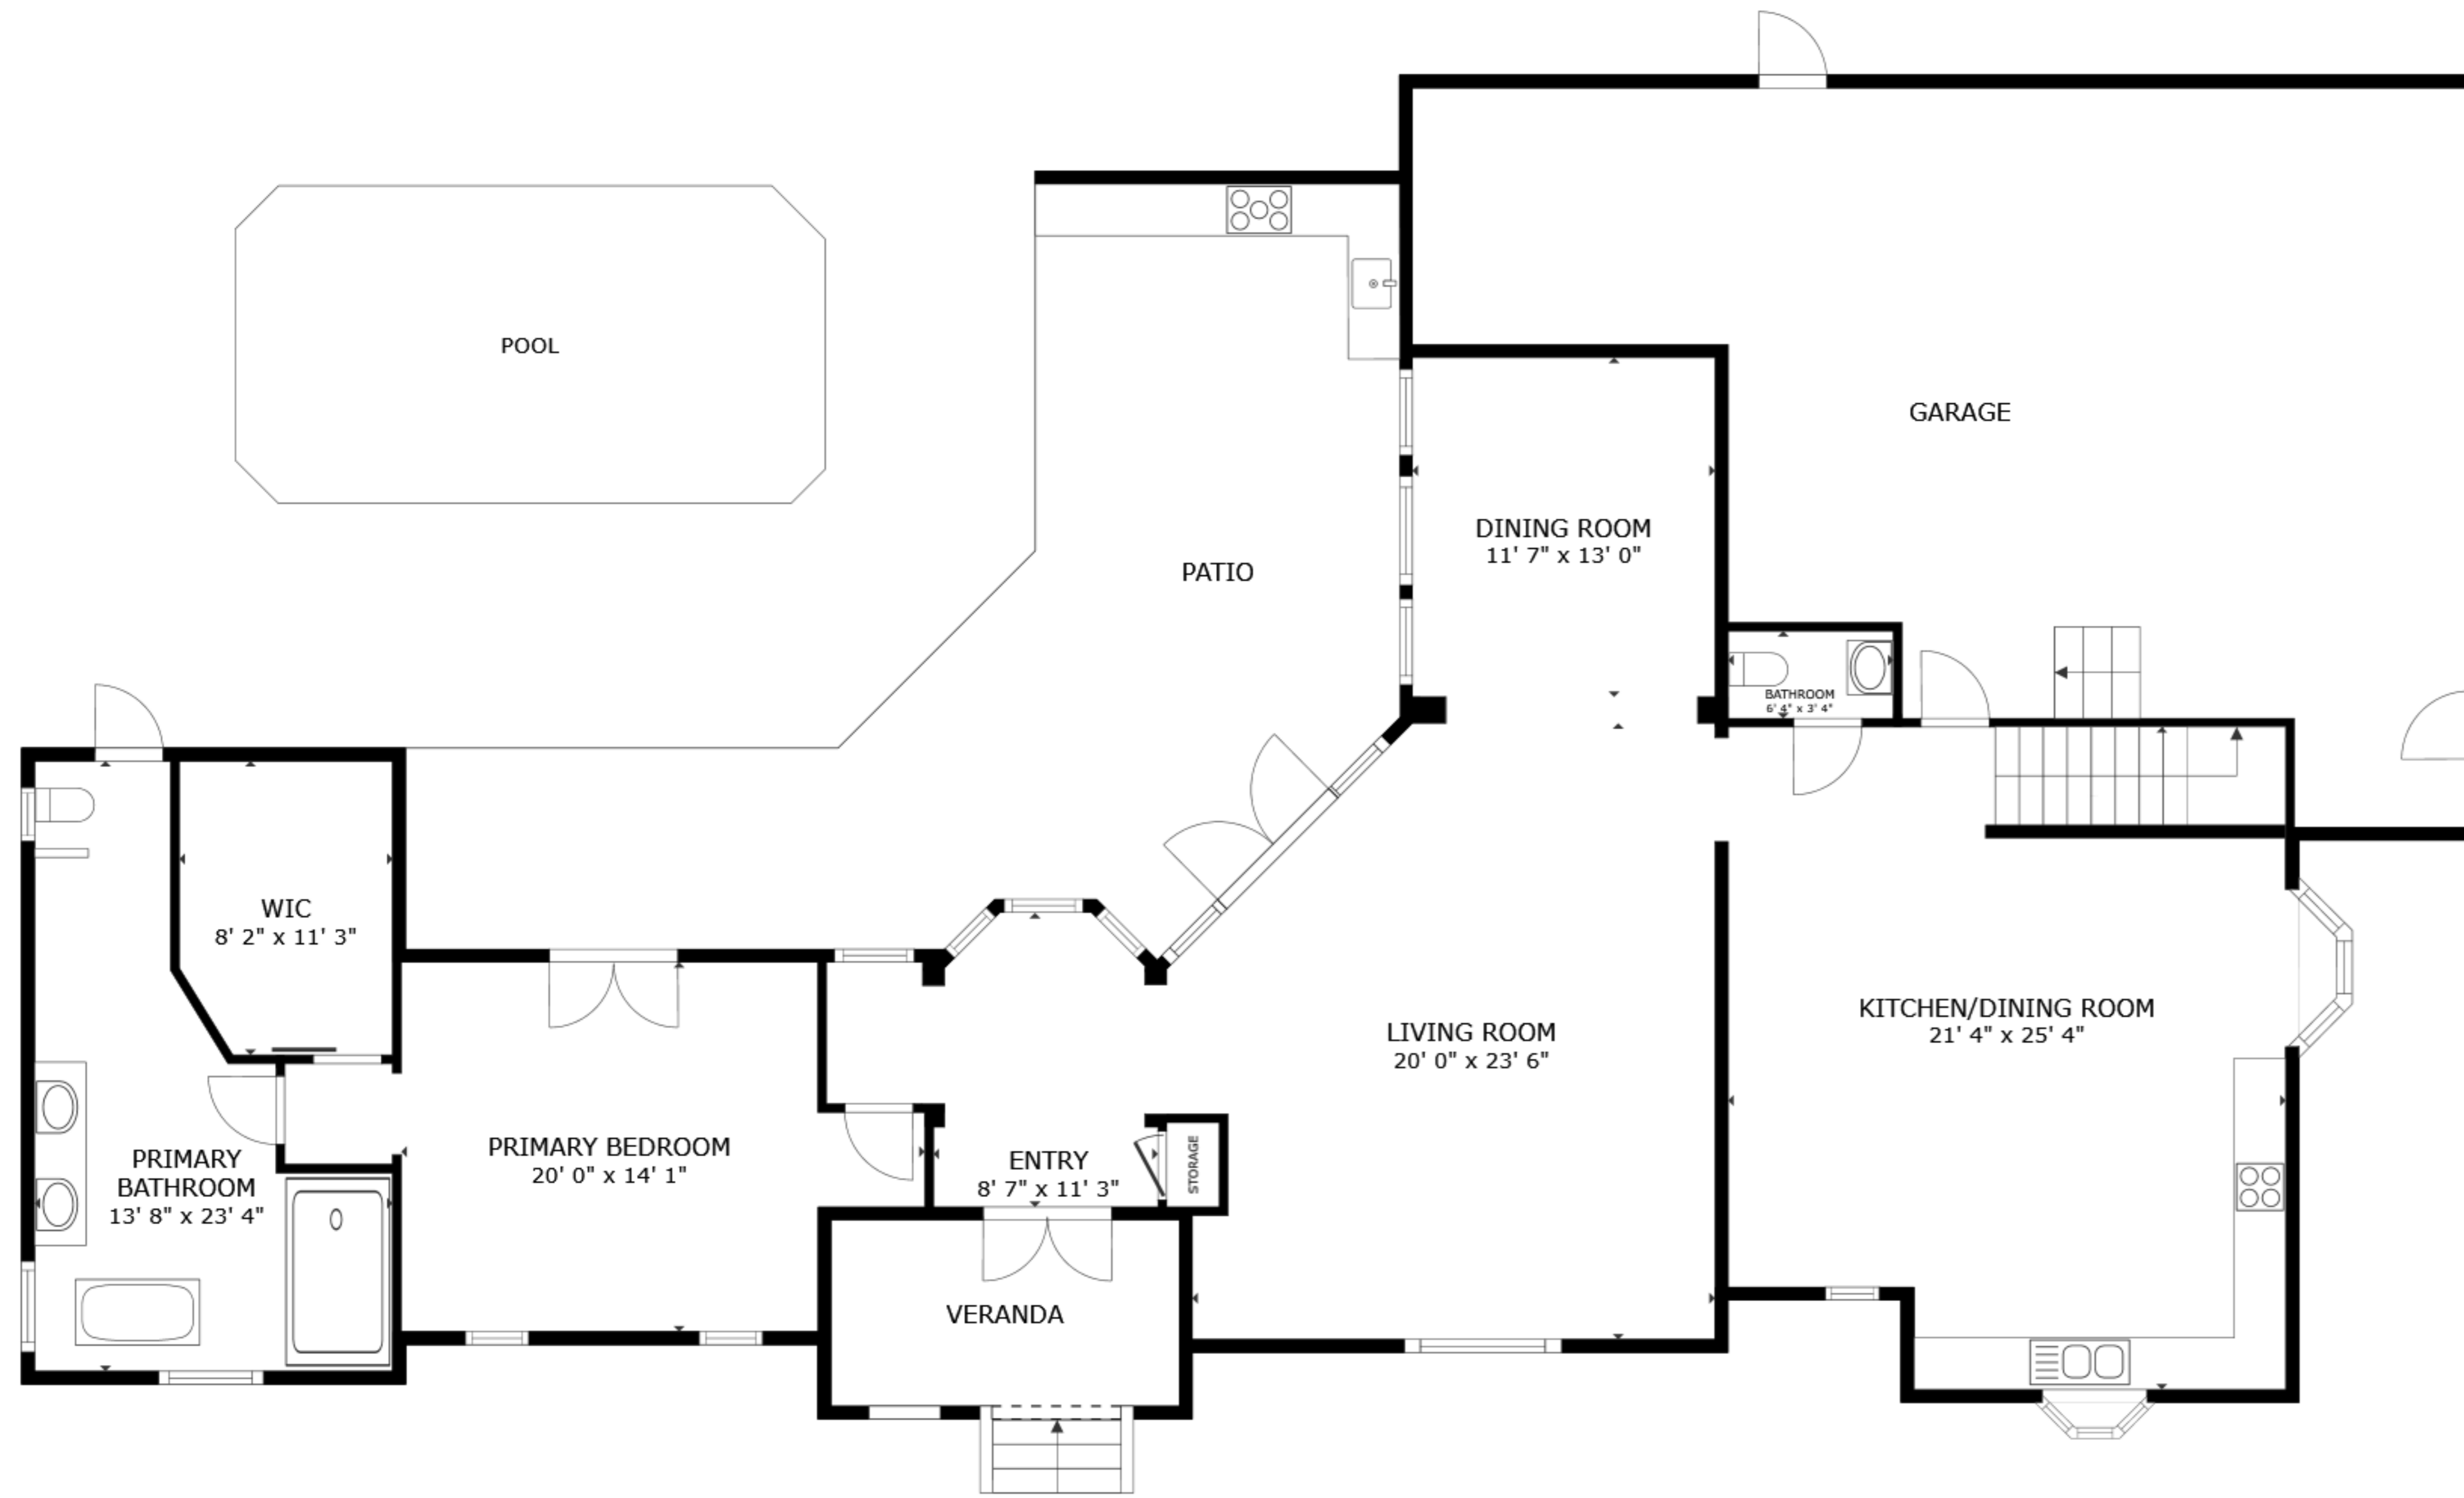 POOL
GARAGE
DINING ROOM
11' 7" x 13' 0"
PATIO
BATHROOM
6' 4" x 3' 4"
WIC
8' 2" x 11' 3"
KITCHEN/DINING ROOM
21' 4" x 25' 4"
LIVING ROOM
20' 0" x 23' 6"
PRIMARY BEDROOM
20' 0" x 14' 1"
PRIMARY
BATHROOM
13' 8" x 23' 4"
ENTRY
8' 7" x 11' 3"
STORAGE
VERANDA